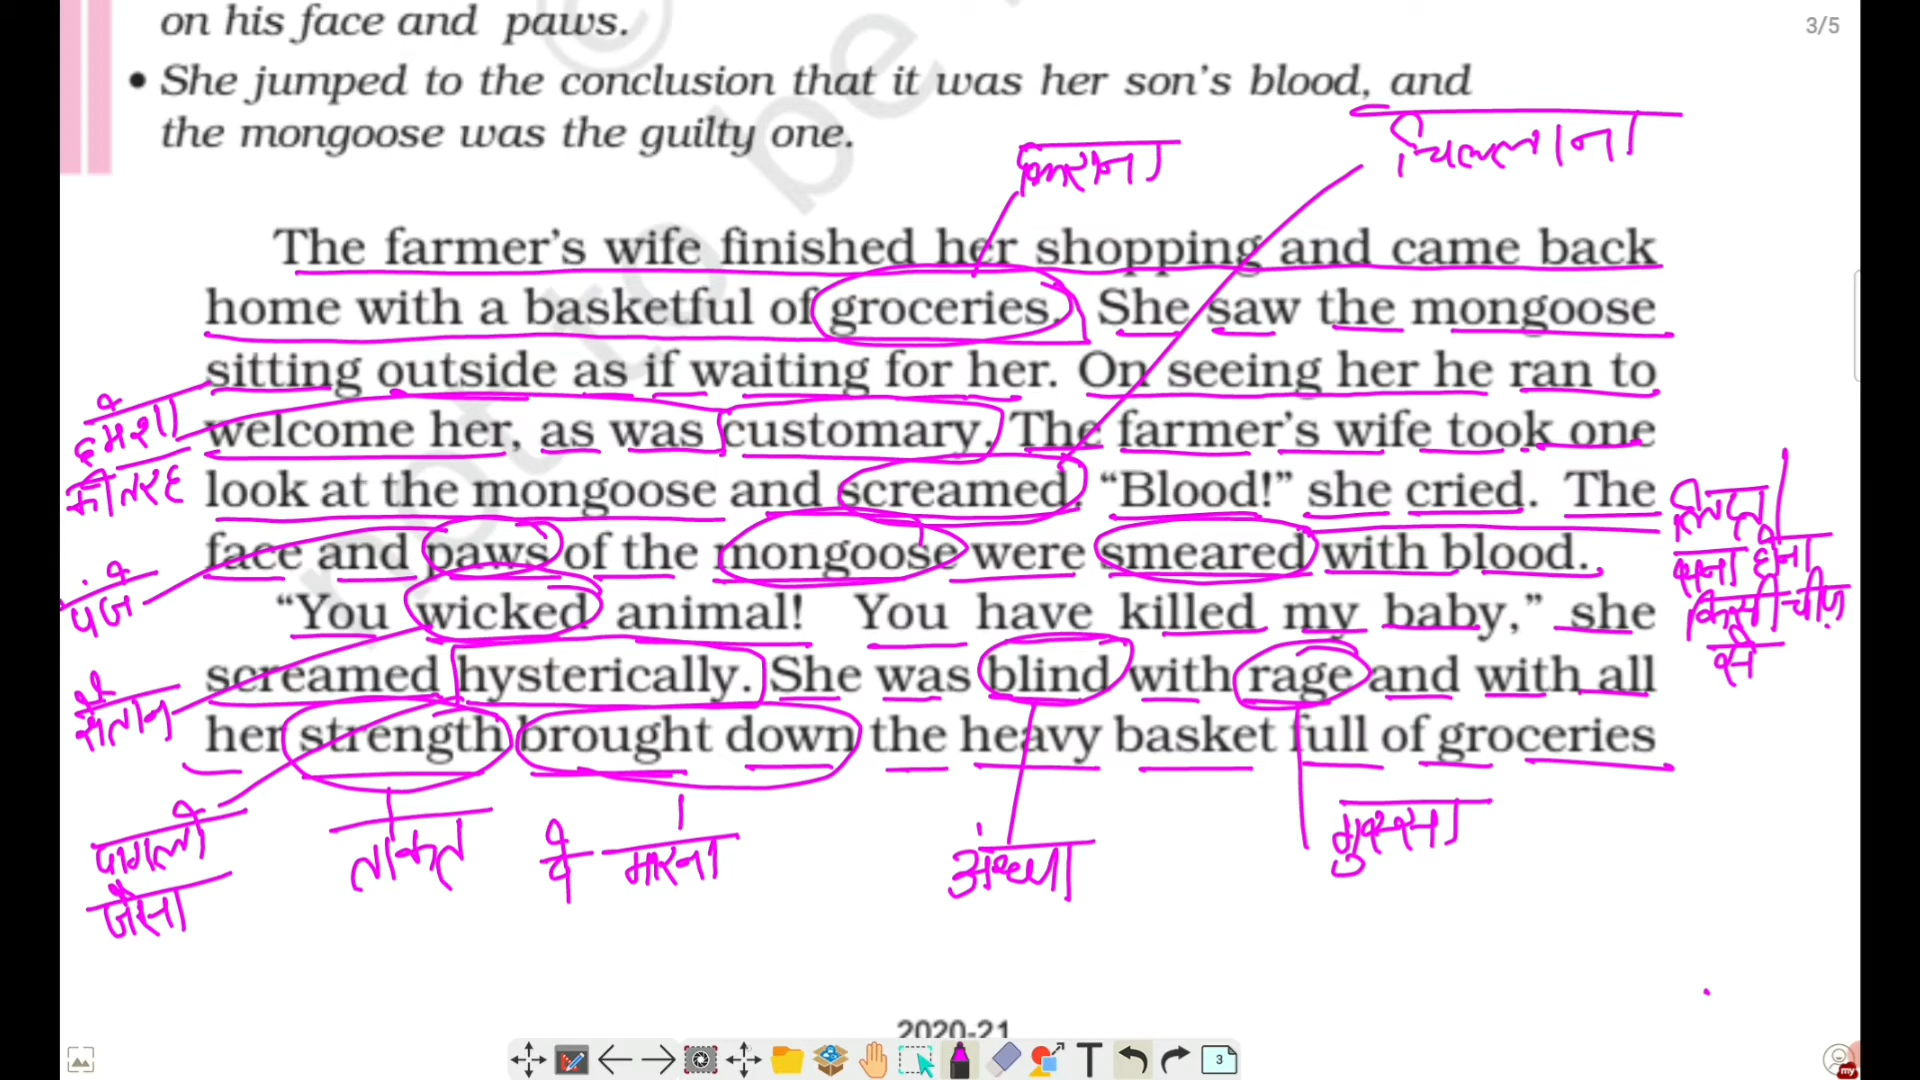 on his face and paws.
3/5
• She jumped to the conclusion that it was her son's blood, and
the mongoose was the guilty one.
चिल्लाना
The farmer's wife finished her shopping and came back
home with a basketful of groceries. She saw the mongoose
sitting outside as if waiting for her. On seeing her he ran to
हमेशा
welcome her, as was customary. The farmer's wife took one
की तरह
look at the mongoose and screamed. "Blood!" she cried. The
face and paws of the mongoose were smeared with blood.
सना होना
पंजे
"You wicked animal! You have killed my baby," she
किसी चीज़
से
screamed hysterically. She was blind with rage and with all
शैतान
her strength brought down the heavy basket full of groceries
पागलो
जैसा
ताकत
दे मारना
अंधा
गुस्सा
2020-21
3
my